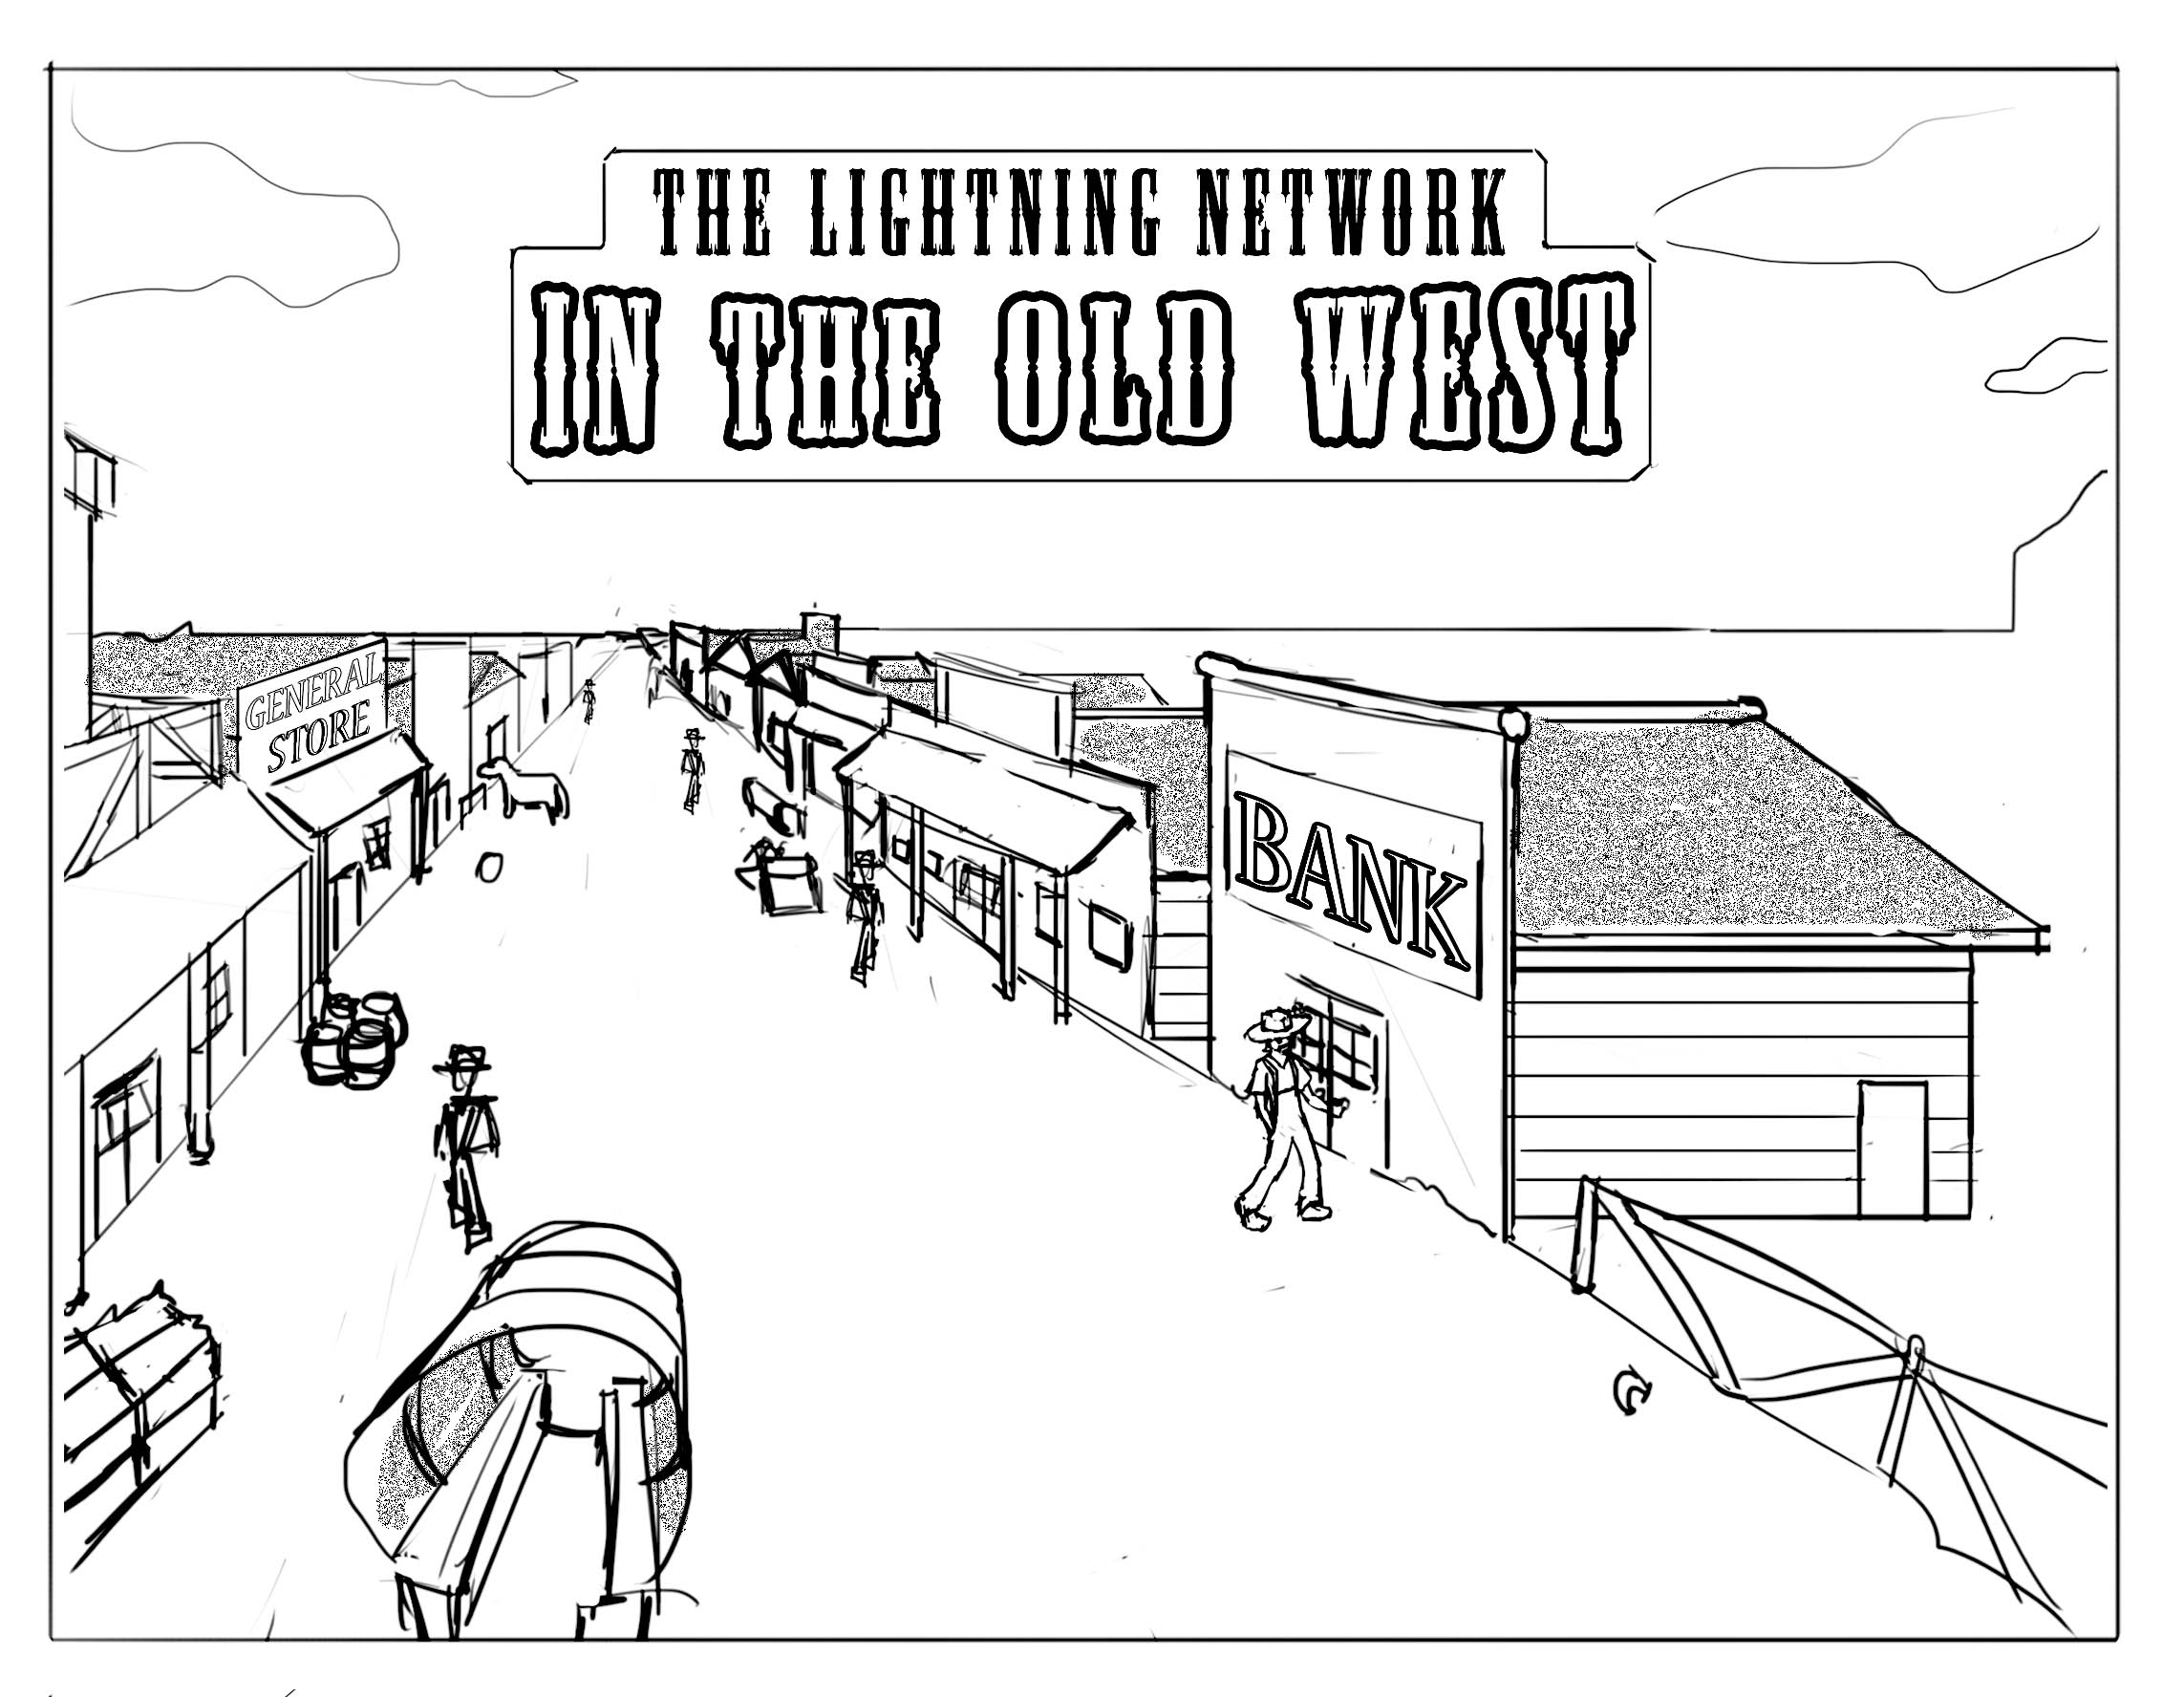 THE LIGHTNING NETWORK
IN THE OLD WEST
GENERAL
STORE
BANK